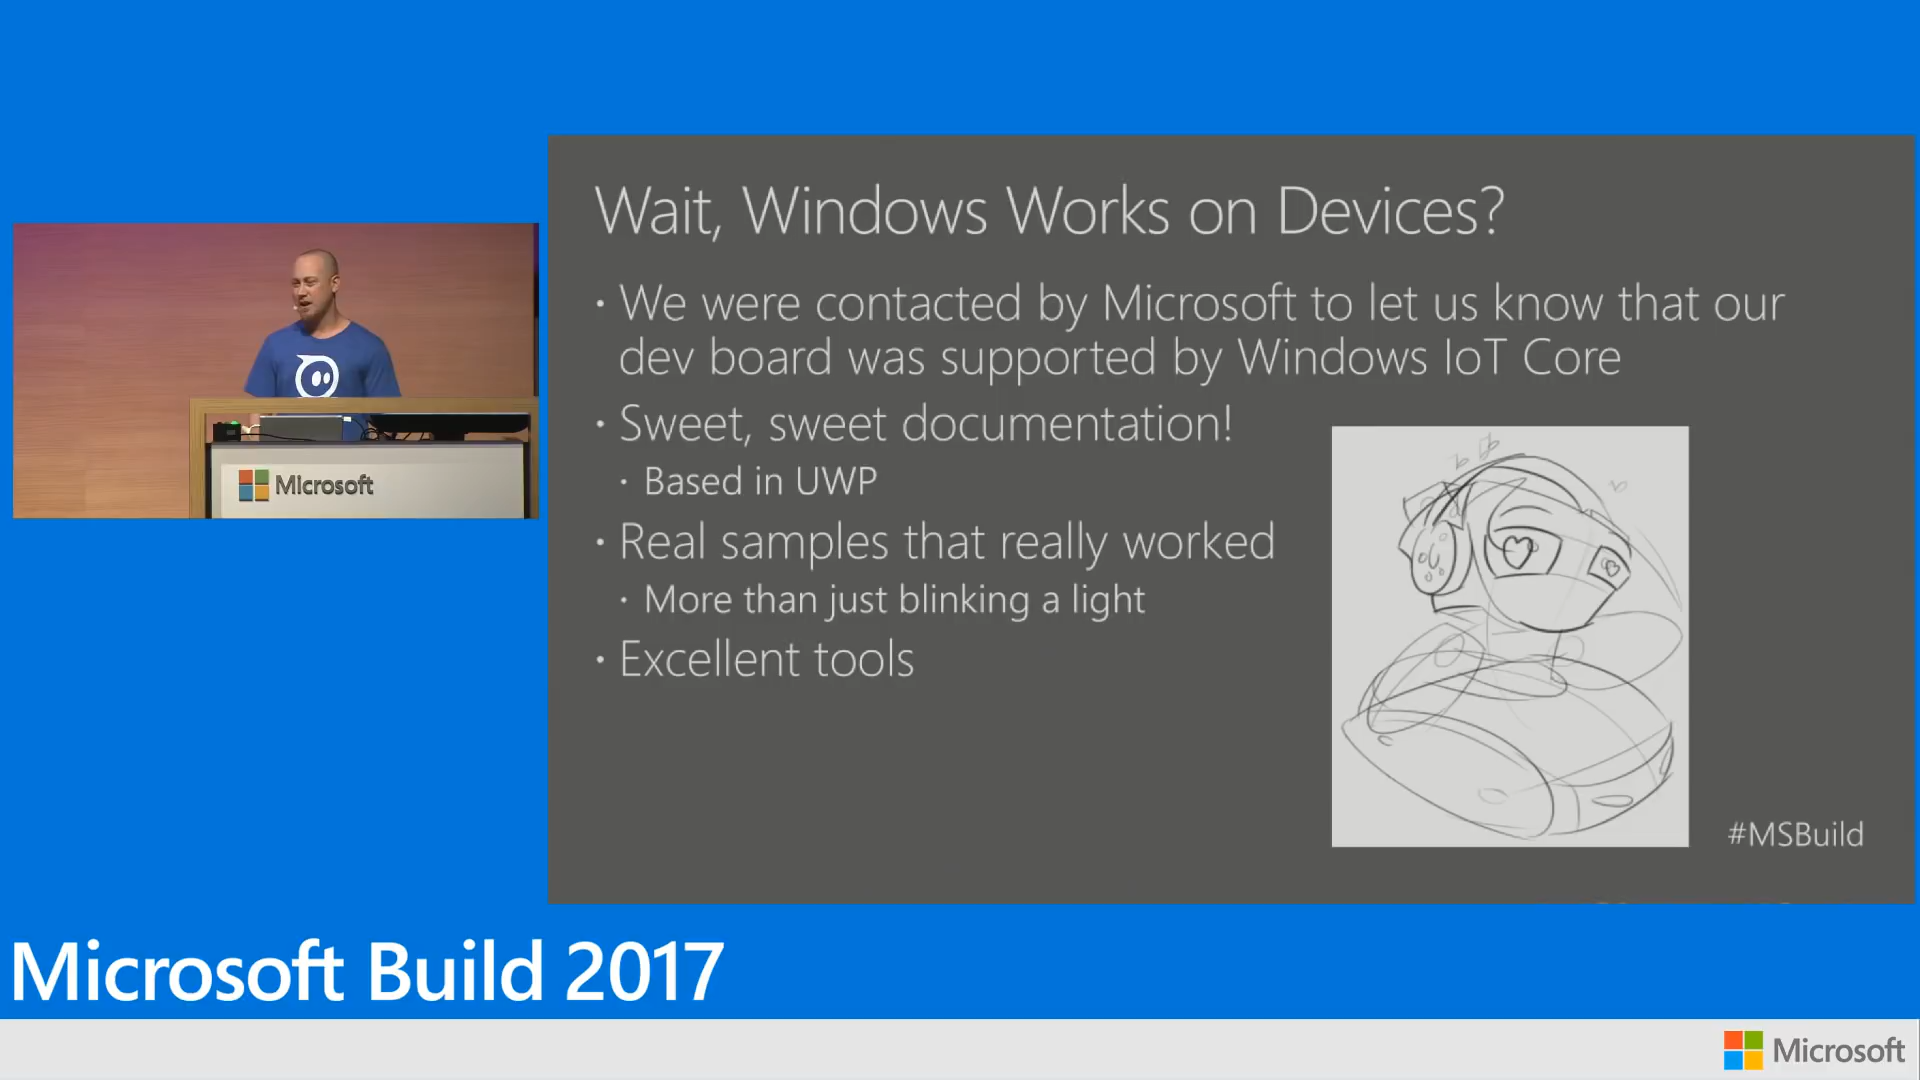 Wait, Windows Works on Devices?
· We were contacted by Microsoft to let us know that our
dev board was supported by Windows IoT Core
· Sweet, sweet documentation!
· Based in UWP
· Real samples that really worked
· More than just blinking a light
· Excellent tools
#MSBuild
Microsoft
Microsoft Build 2017
Microsoft